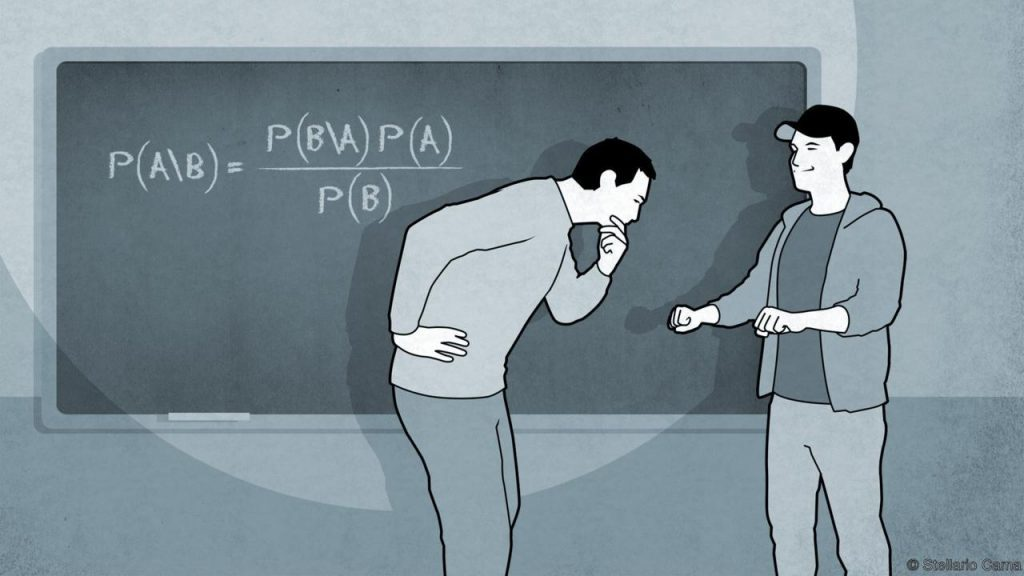 P(A\B) = P(B\A) P(A)
P(B)
© Stellario Cama